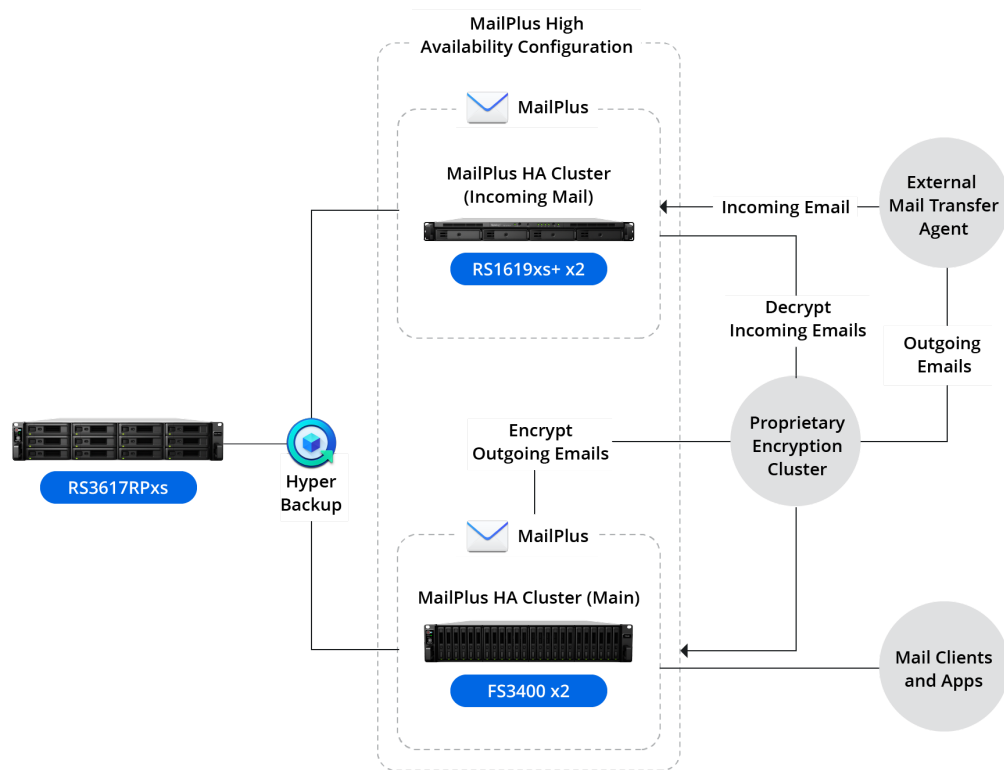 MailPlus High
Availability Configuration
MailPlus
MailPlus HA Cluster
(Incoming Mail)
RS1619xs+ x2
Incoming Email
External
Mail Transfer
Agent
Decrypt
Incoming Emails
Outgoing
Emails
Proprietary
Encryption
Cluster
Encrypt
Outgoing Emails
RS3617RPxs
Hyper
Backup
MailPlus
MailPlus HA Cluster (Main)
FS3400 x2
Mail Clients
and Apps